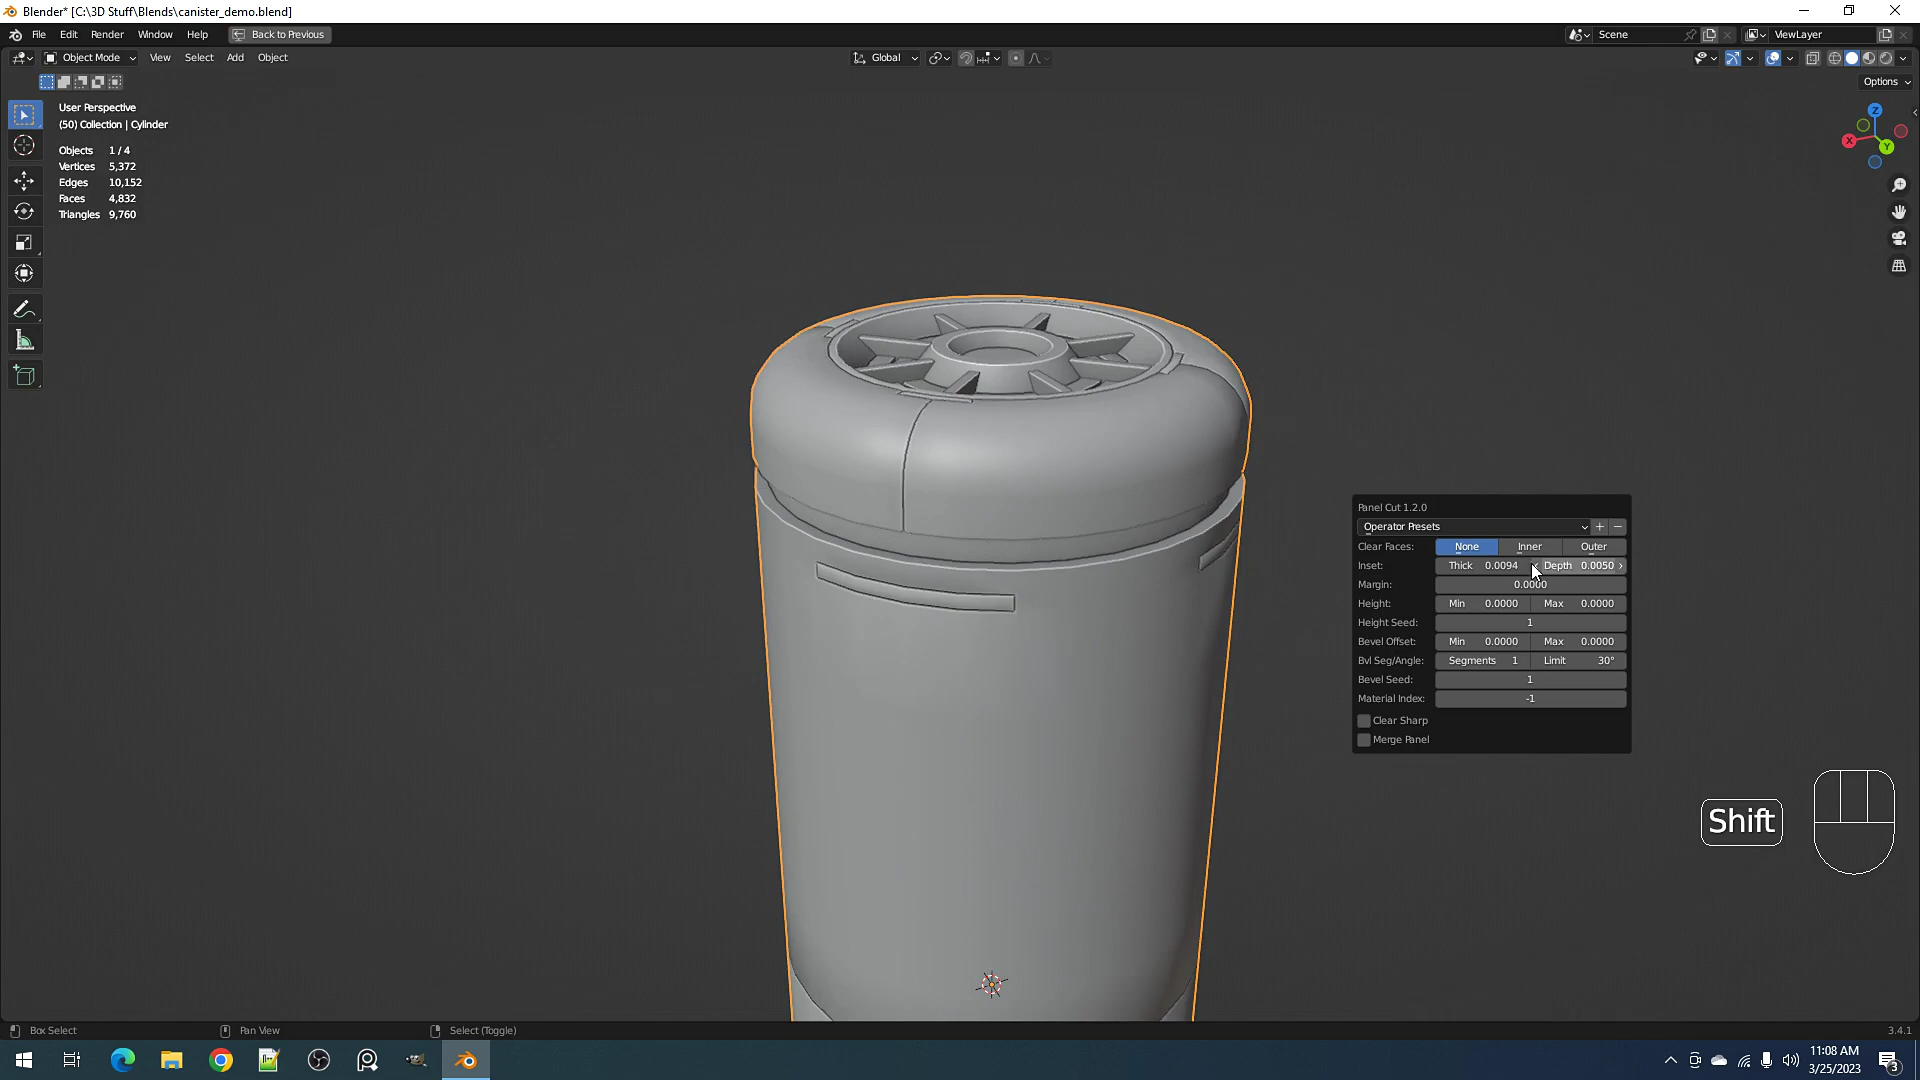 Blender* [C:\3D Stuff\Blends\canister_demo.blend]
File Edit Render Window Help Back to Previous
Scene ViewLayer
Object Mode View Select Add Object
Global
Options
User Perspective
(50) Collection | Cylinder
Objects 1 / 4
Vertices 5,372
Edges 10,152
Faces 4,832
Triangles 9,760
Z
X
Y
Panel Cut 1.2.0
Operator Presets
Clear Faces: None Inner Outer
Inset: Thick 0.0094 Depth 0.0050
Margin: 0.0000
Height: Min 0.0000 Max 0.0000
Height Seed: 1
Bevel Offset: Min 0.0000 Max 0.0000
Bvl Seg/Angle: Segments 1 Limit 30°
Bevel Seed: 1
Material Index: -1
Clear Sharp
Merge Panel
Shift
Box Select Pan View Select (Toggle)
3.4.1
11:08 AM
3/25/2023
3